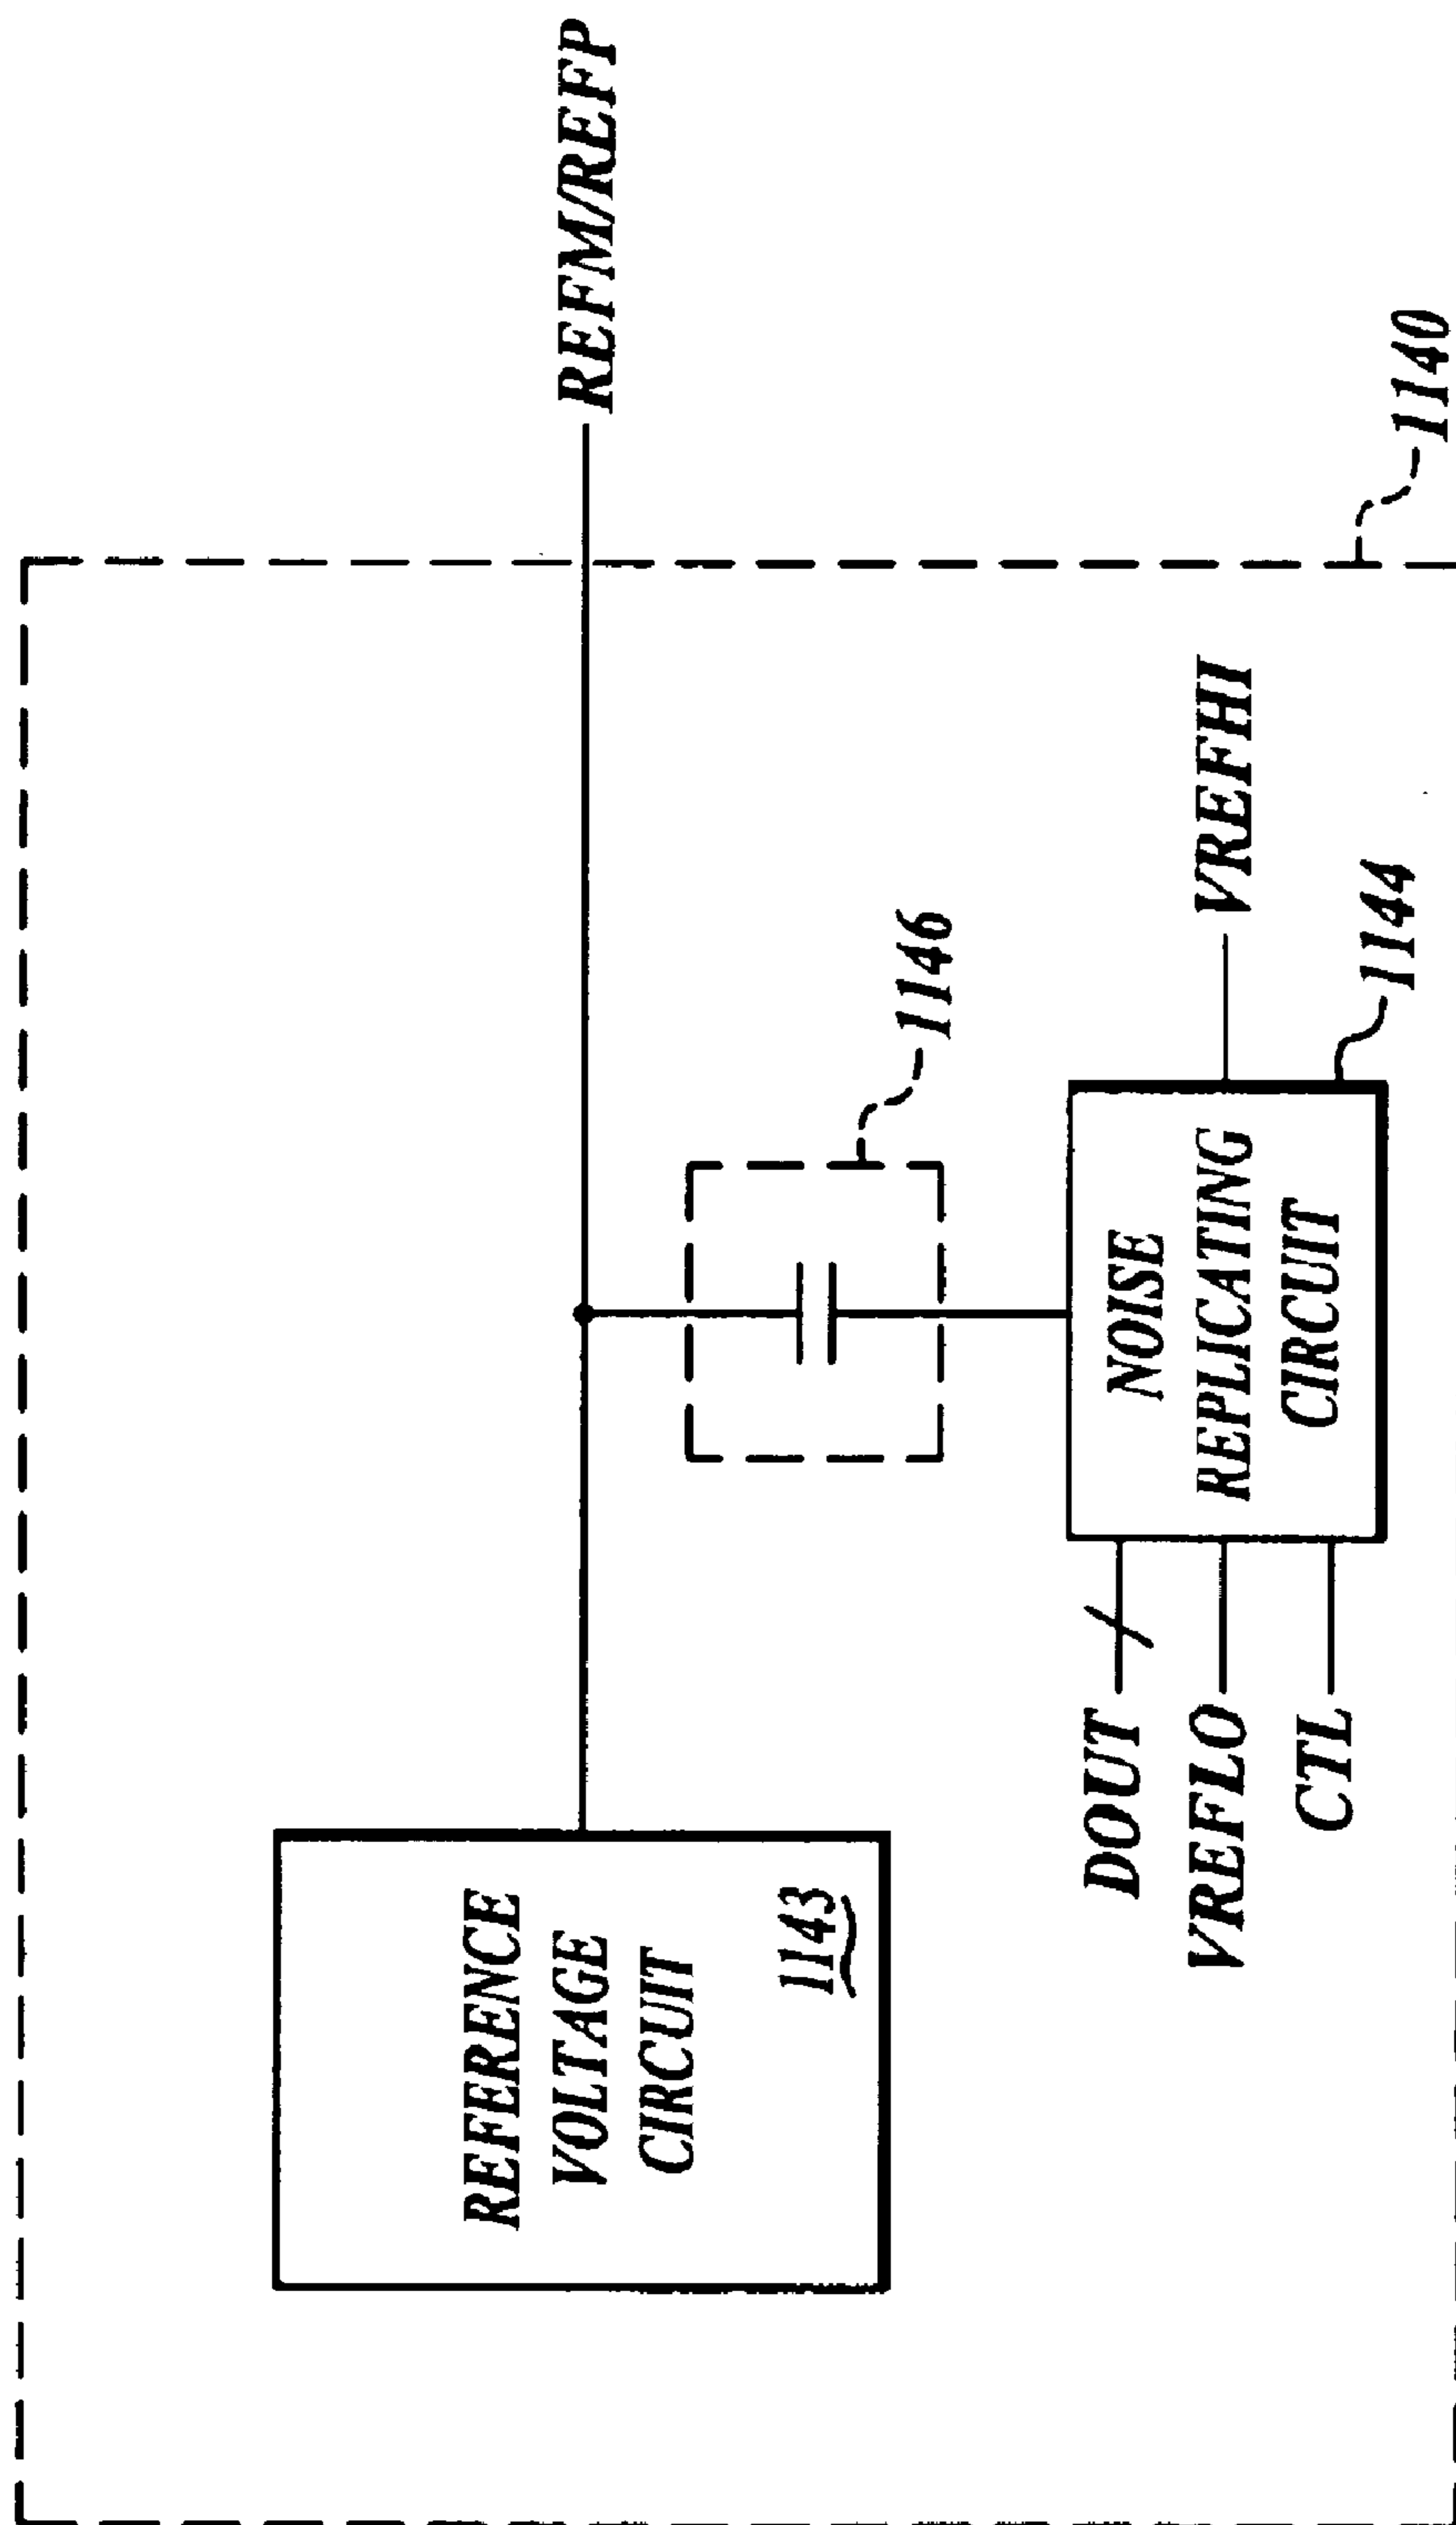 REFERENCE
VOLTAGE
CIRCUIT
1143
REFM/REFP
1146
DOUT
VREFLO
CTL
NOISE
REPLICATING
CIRCUIT
VREFHI
1144
1140